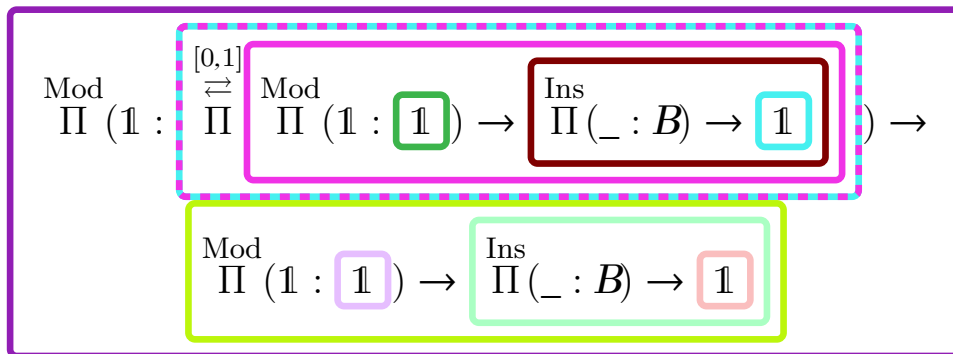 [0,1]
Mod ⇄ Mod Ins
Π (𝟙 : Π Π (𝟙 : 𝟙 ) → Π (_ : B) → 𝟙 ) →
Mod Ins
Π (𝟙 : 𝟙 ) → Π (_ : B) → 𝟙